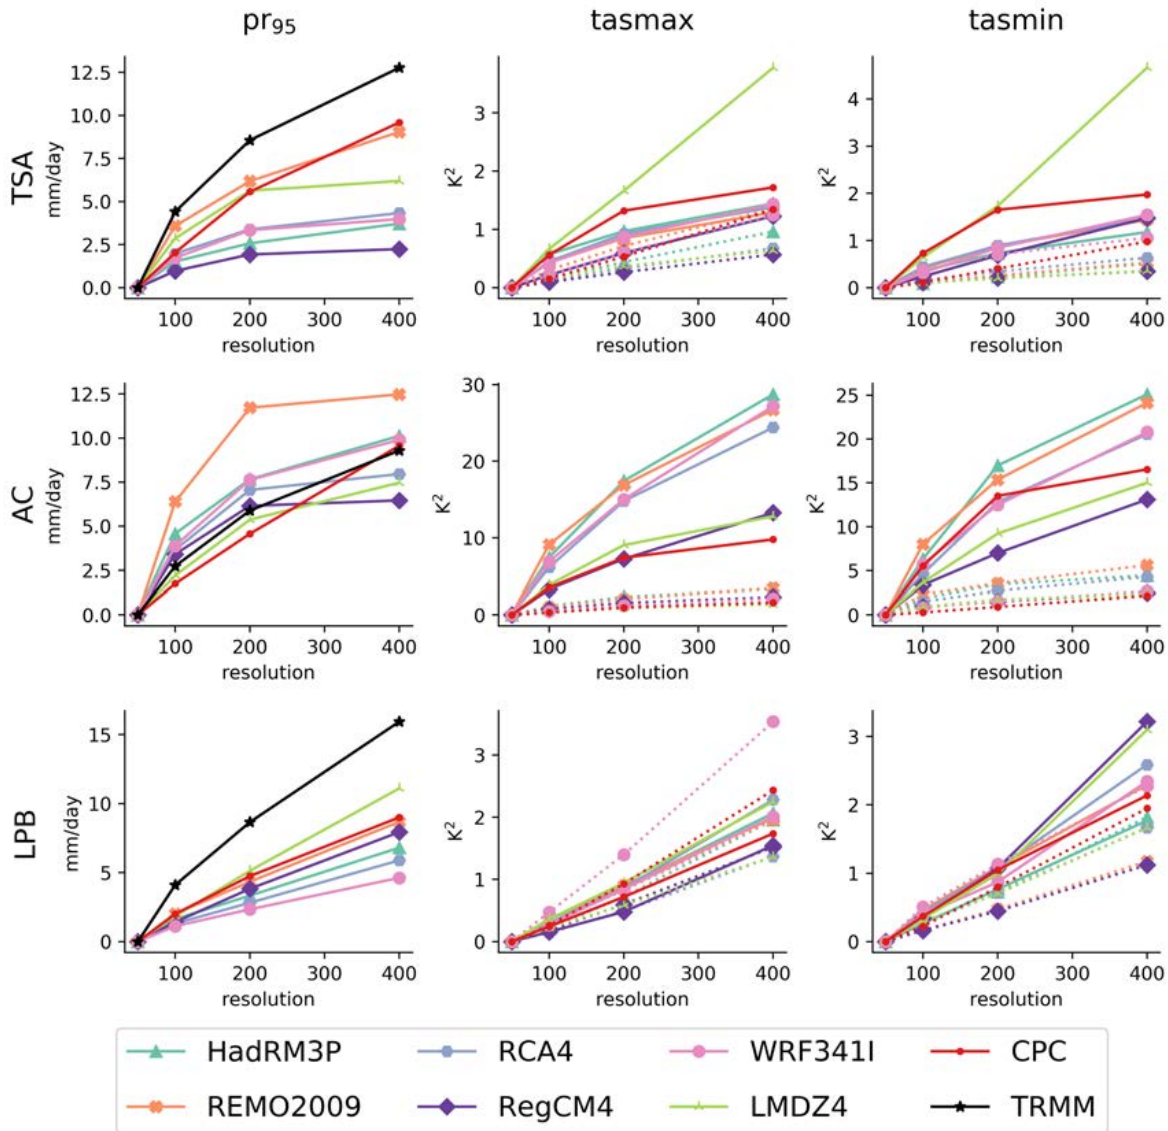 pr₉₅ tasmax tasmin
TSA
mm/day
12.5
10.0
7.5
5.0
2.5
0.0
100 200 300 400
resolution
K²
3
2
1
0
100 200 300 400
resolution
K²
4
3
2
1
0
100 200 300 400
resolution
AC
mm/day
12.5
10.0
7.5
5.0
2.5
0.0
100 200 300 400
resolution
K²
30
20
10
0
100 200 300 400
resolution
K²
25
20
15
10
5
0
100 200 300 400
resolution
LPB
mm/day
15
10
5
0
100 200 300 400
resolution
K²
3
2
1
0
100 200 300 400
resolution
K²
3
2
1
0
100 200 300 400
resolution
HadRM3P RCA4 WRF341I CPC
REMO2009 RegCM4 LMDZ4 TRMM